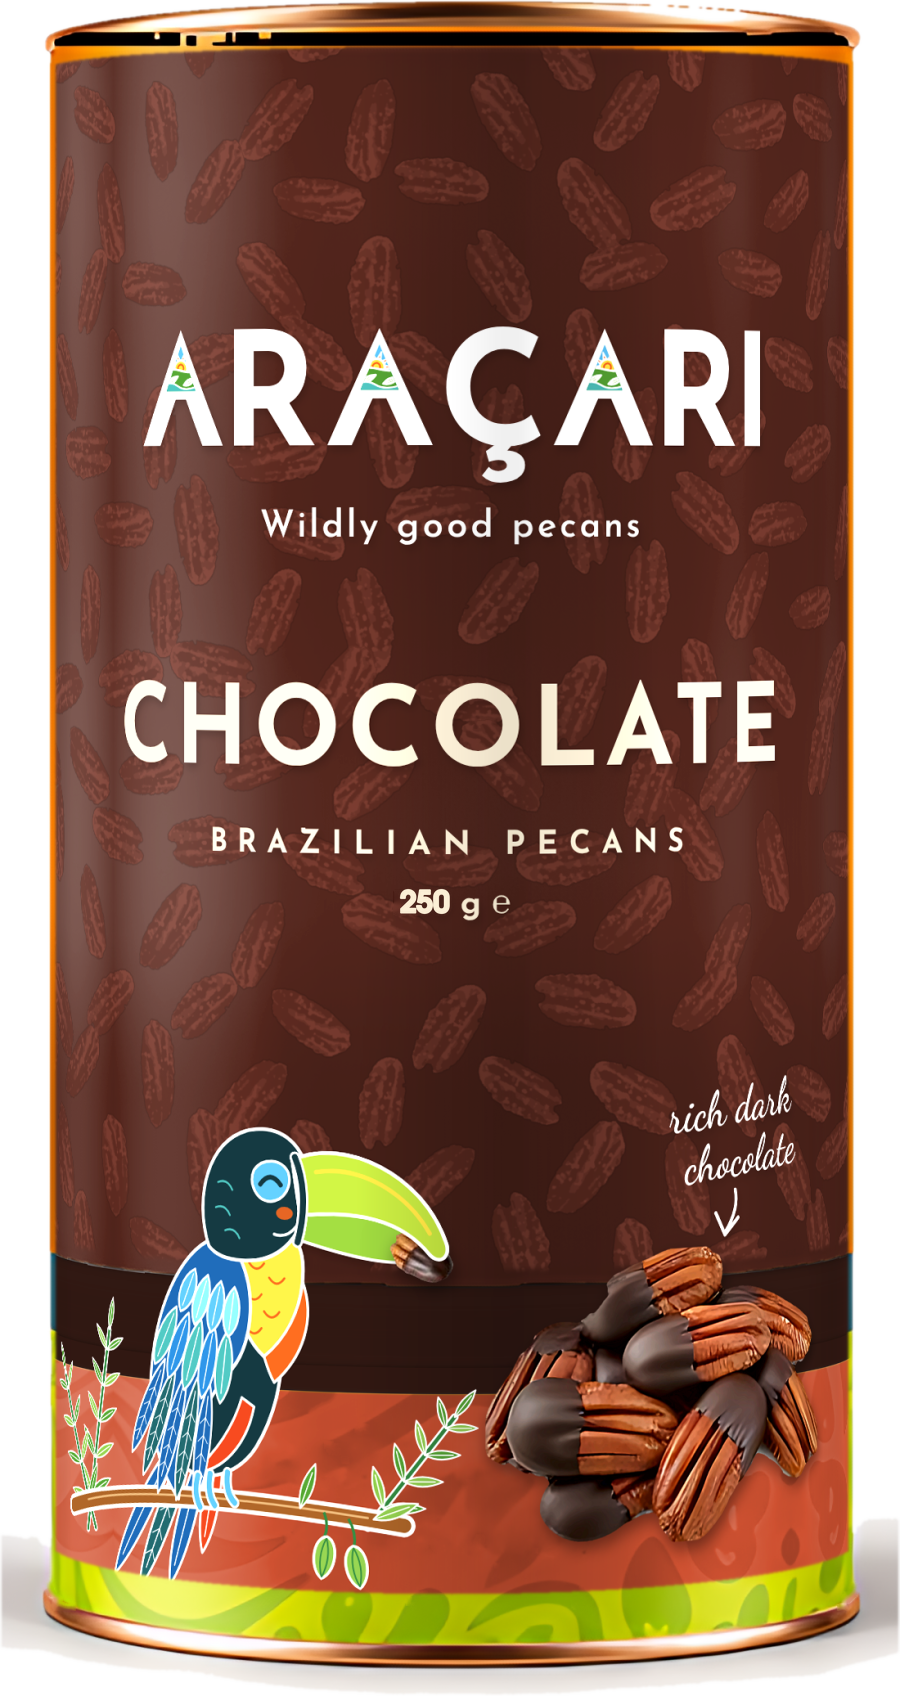 ARAÇARI
Wildly good pecans
CHOCOLATE
BRAZILIAN PECANS
250 g ℮
rich dark
chocolate